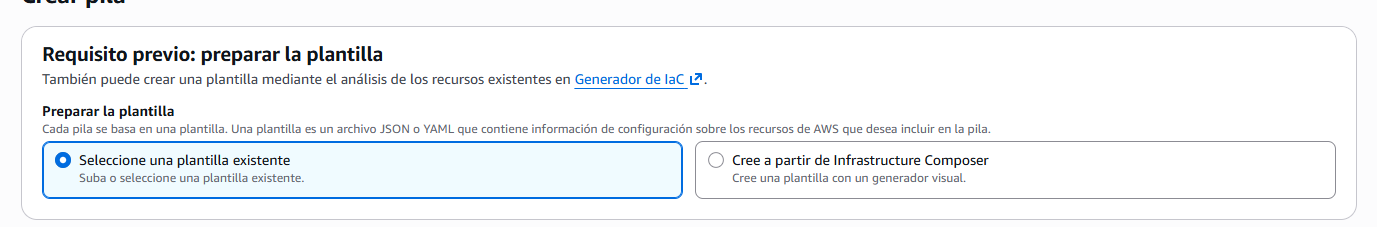 Crear pila
Requisito previo: preparar la plantilla
También puede crear una plantilla mediante el análisis de los recursos existentes en Generador de IaC.
Preparar la plantilla
Cada pila se basa en una plantilla. Una plantilla es un archivo JSON o YAML que contiene información de configuración sobre los recursos de AWS que desea incluir en la pila.
Seleccione una plantilla existente
Suba o seleccione una plantilla existente.
Cree a partir de Infrastructure Composer
Cree una plantilla con un generador visual.